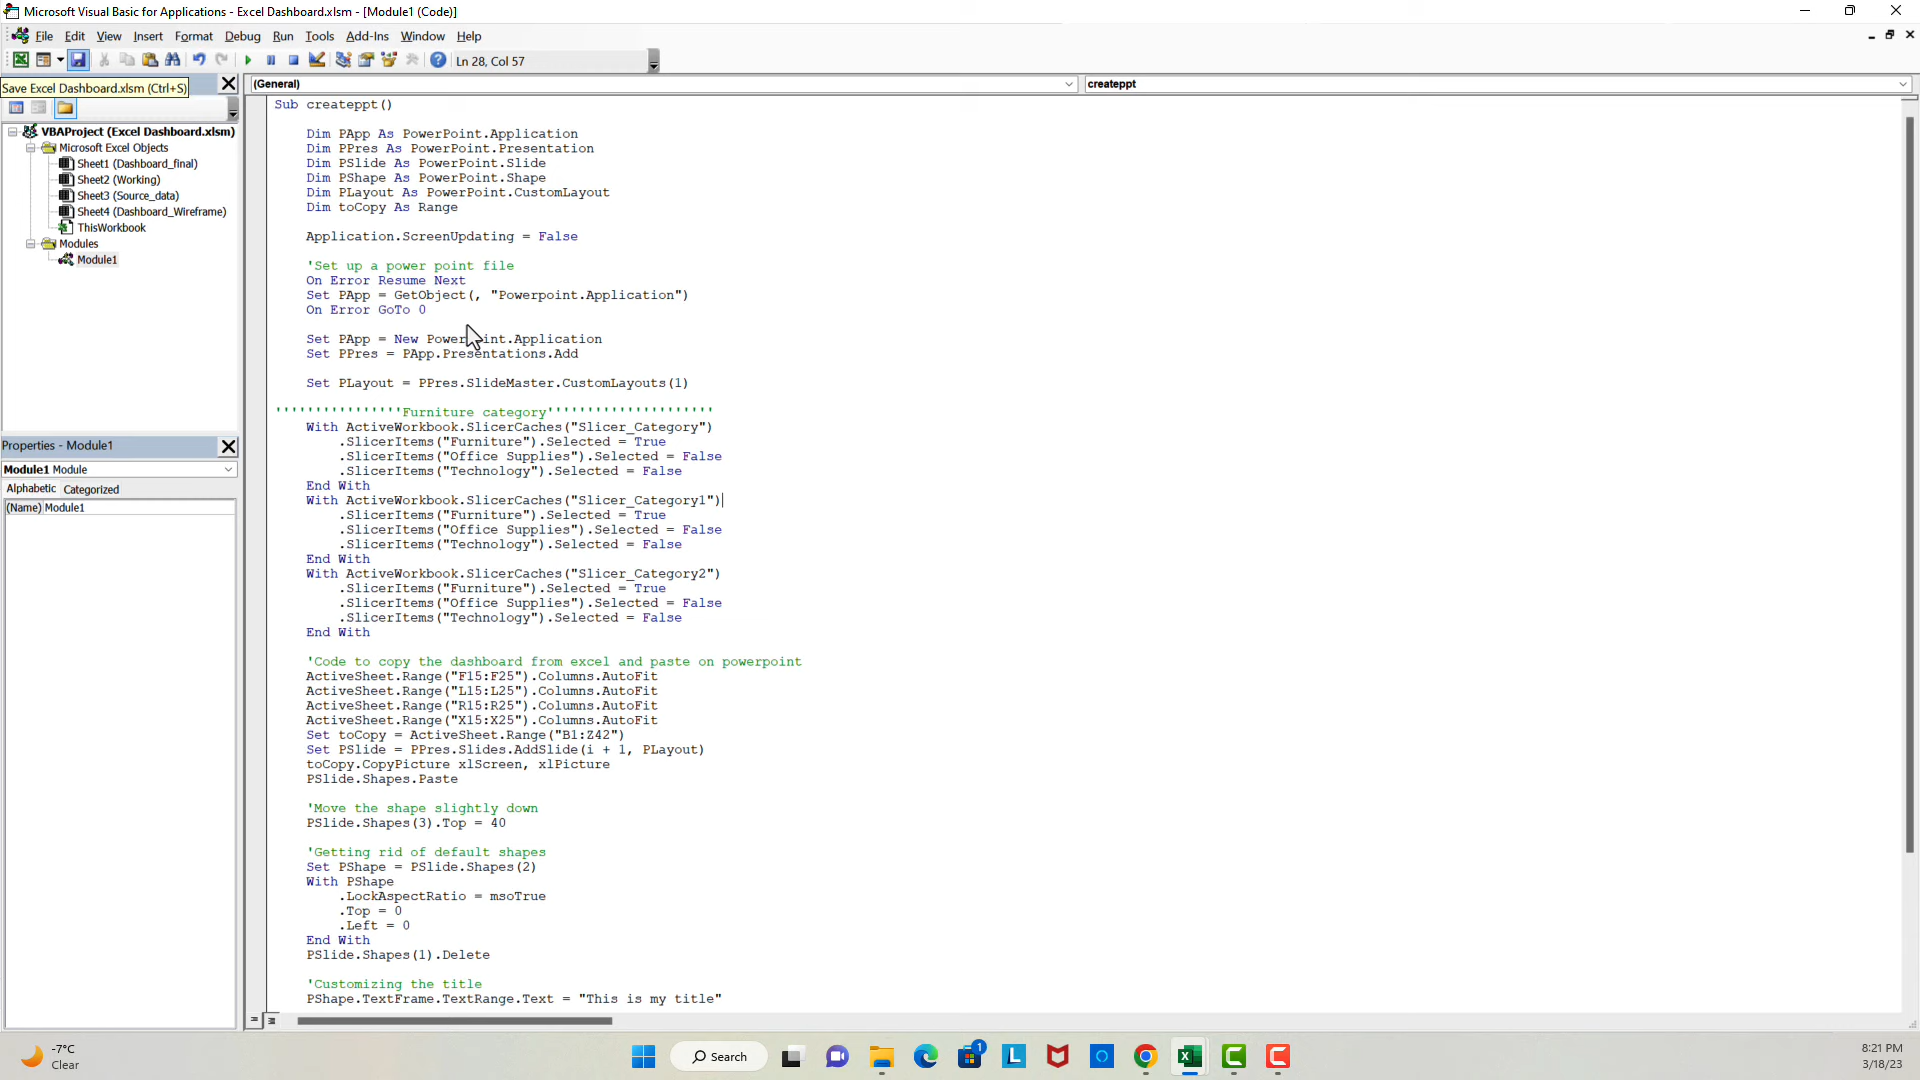 Microsoft Visual Basic for Applications - Excel Dashboard.xlsm - [Module1 (Code)]
File Edit View Insert Format Debug Run Tools Add-Ins Window Help
Ln 28, Col 57
Save Excel Dashboard.xlsm (Ctrl+S)
(General)
createppt
VBAProject (Excel Dashboard.xlsm)
Microsoft Excel Objects
Sheet1 (Dashboard_final)
Sheet2 (Working)
Sheet3 (Source_data)
Sheet4 (Dashboard_Wireframe)
ThisWorkbook
Modules
Module1
Properties - Module1
Module1 Module
Alphabetic Categorized
(Name) Module1
Sub createppt()
Dim PApp As PowerPoint.Application
Dim PPres As PowerPoint.Presentation
Dim PSlide As PowerPoint.Slide
Dim PShape As PowerPoint.Shape
Dim PLayout As PowerPoint.CustomLayout
Dim toCopy As Range
Application.ScreenUpdating = False
'Set up a power point file
On Error Resume Next
Set PApp = GetObject(, "Powerpoint.Application")
On Error GoTo 0
Set PApp = New PowerPoint.Application
Set PPres = PApp.Presentations.Add
Set PLayout = PPres.SlideMaster.CustomLayouts(1)
''''''''''''''''Furniture category'''''''''''''''''''''
With ActiveWorkbook.SlicerCaches("Slicer_Category")
.SlicerItems("Furniture").Selected = True
.SlicerItems("Office Supplies").Selected = False
.SlicerItems("Technology").Selected = False
End With
With ActiveWorkbook.SlicerCaches("Slicer_Category1")
.SlicerItems("Furniture").Selected = True
.SlicerItems("Office Supplies").Selected = False
.SlicerItems("Technology").Selected = False
End With
With ActiveWorkbook.SlicerCaches("Slicer_Category2")
.SlicerItems("Furniture").Selected = True
.SlicerItems("Office Supplies").Selected = False
.SlicerItems("Technology").Selected = False
End With
'Code to copy the dashboard from excel and paste on powerpoint
ActiveSheet.Range("F15:F25").Columns.AutoFit
ActiveSheet.Range("L15:L25").Columns.AutoFit
ActiveSheet.Range("R15:R25").Columns.AutoFit
ActiveSheet.Range("X15:X25").Columns.AutoFit
Set toCopy = ActiveSheet.Range("B1:Z42")
Set PSlide = PPres.Slides.AddSlide(i + 1, PLayout)
toCopy.CopyPicture xlScreen, xlPicture
PSlide.Shapes.Paste
'Move the shape slightly down
PSlide.Shapes(3).Top = 40
'Getting rid of default shapes
Set PShape = PSlide.Shapes(2)
With PShape
.LockAspectRatio = msoTrue
.Top = 0
.Left = 0
End With
PSlide.Shapes(1).Delete
'Customizing the title
PShape.TextFrame.TextRange.Text = "This is my title"
-7°C
Clear
Search
1
L
8:21 PM
3/18/23